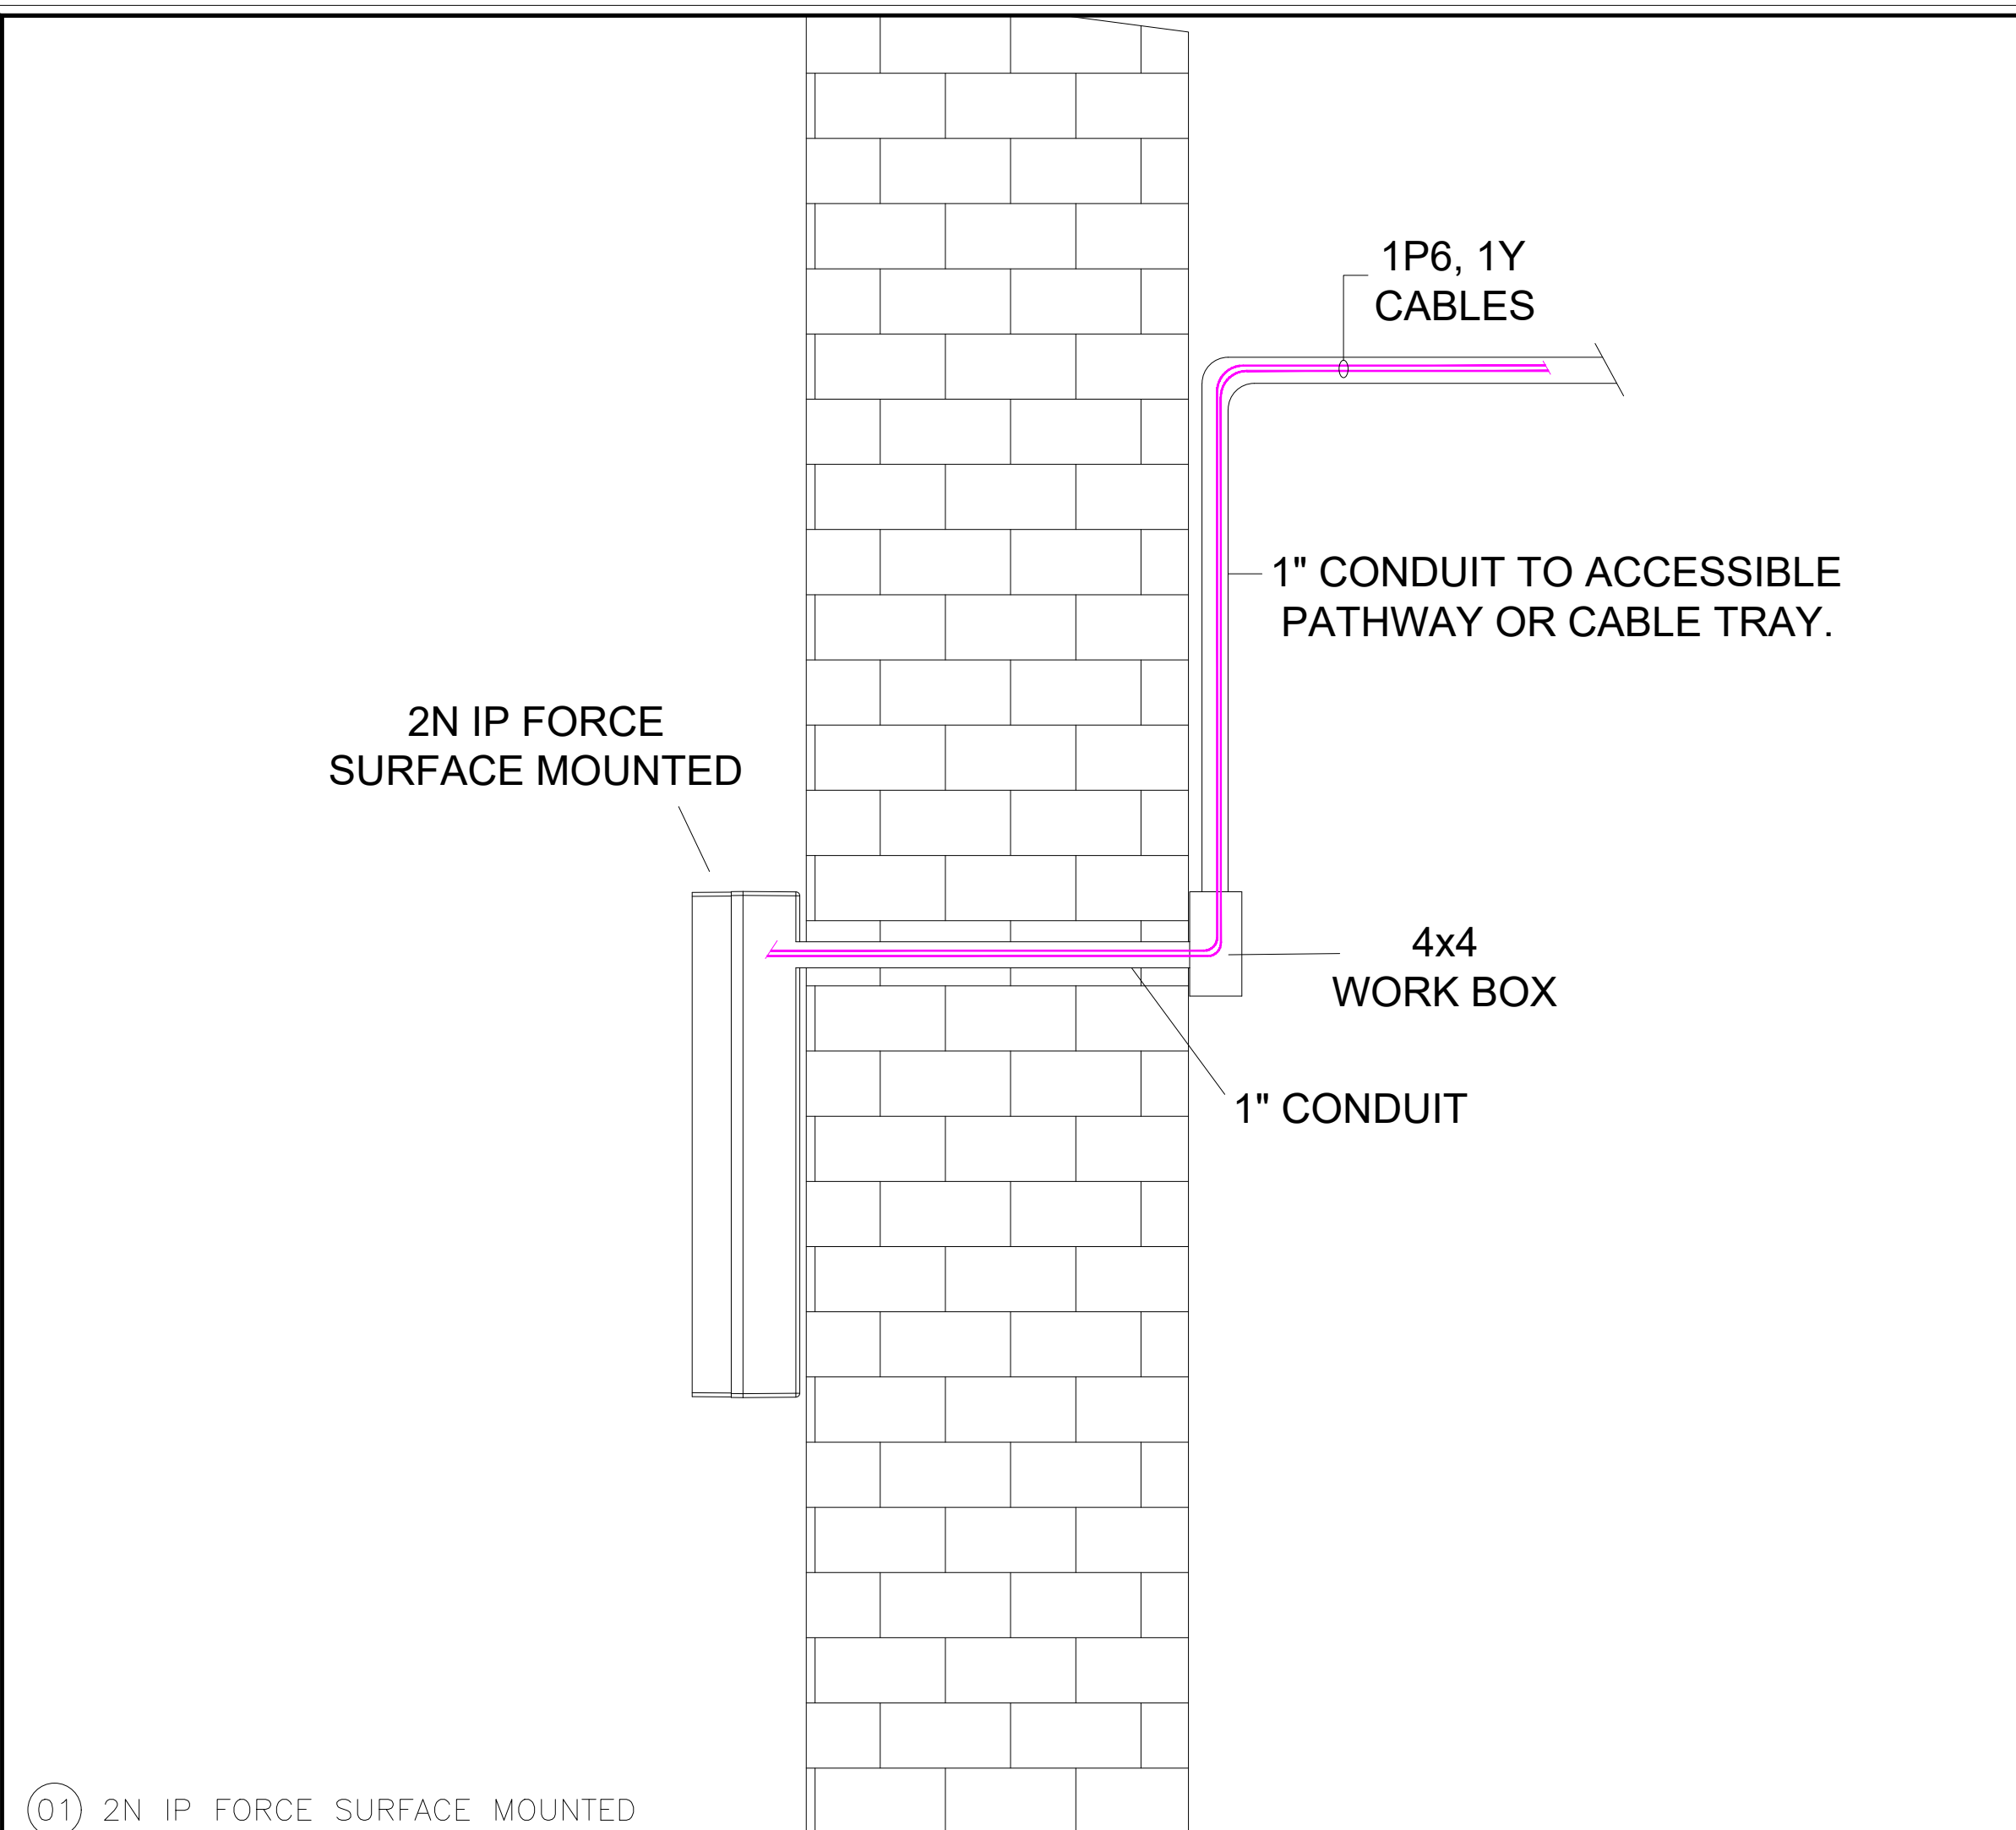 1P6, 1Y
CABLES
1" CONDUIT TO ACCESSIBLE
PATHWAY OR CABLE TRAY.
2N IP FORCE
SURFACE MOUNTED
4x4
WORK BOX
1" CONDUIT
01 2N IP FORCE SURFACE MOUNTED